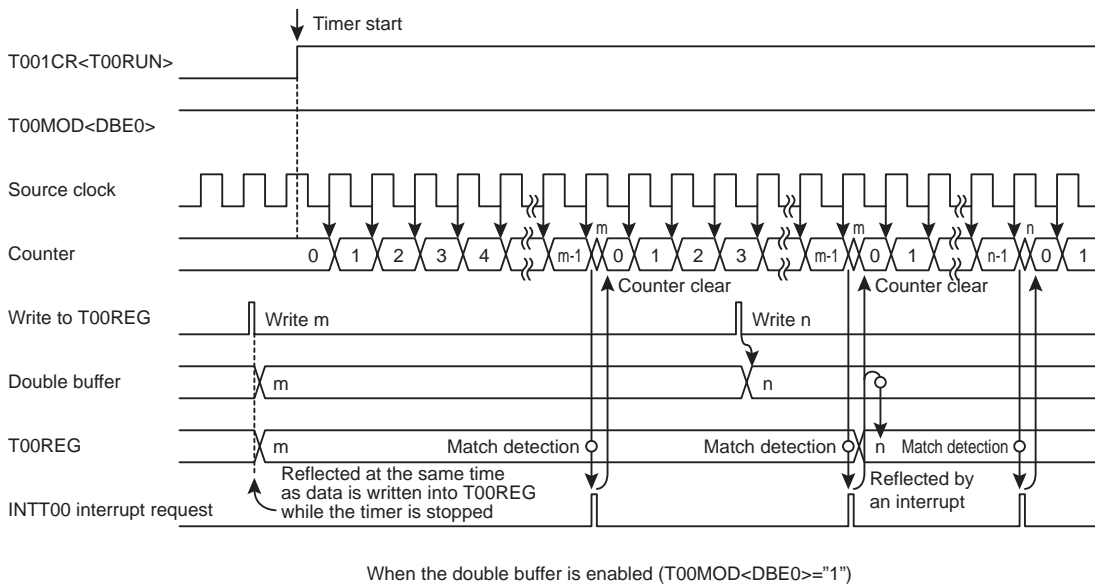 Timer start
T001CR<T00RUN>
T00MOD<DBE0>
Source clock
m m n
Counter 0 1 2 3 4 m-1 0 1 2 3 m-1 0 1 n-1 0 1
Counter clear Counter clear
Write to T00REG Write m Write n
Double buffer m n
T00REG m Match detection Match detection n Match detection
Reflected at the same time
as data is written into T00REG
while the timer is stopped
Reflected by
an interrupt
INTT00 interrupt request
When the double buffer is enabled (T00MOD<DBE0>=”1”)